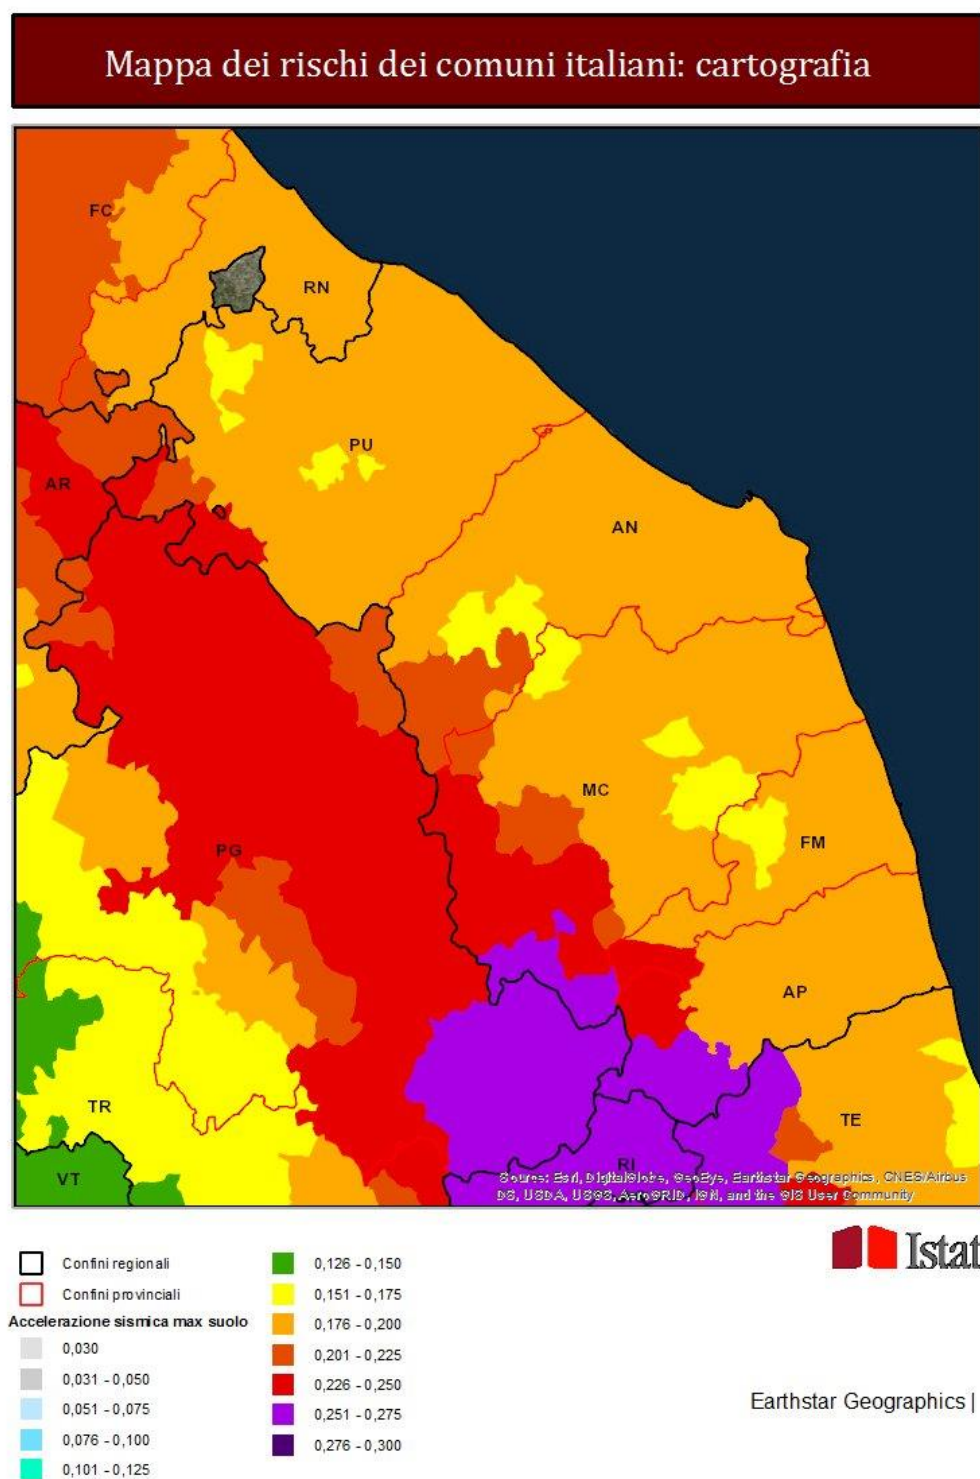 Mappa dei rischi dei comuni italiani: cartografia
FC
RN
PU
AR
AN
MC
PG
FM
AP
TR
TE
VT
RI
Source: Esri, DigitalGlobe, GeoEye, Earthstar Geographics, CNES/Airbus
DS, USDA, USGS, AeroGRID, IGN, and the GIS User Community
Istat
Confini regionali
Confini provinciali
Accelerazione sismica max suolo
0,030
0,031 - 0,050
0,051 - 0,075
0,076 - 0,100
0,101 - 0,125
0,126 - 0,150
0,151 - 0,175
0,176 - 0,200
0,201 - 0,225
0,226 - 0,250
0,251 - 0,275
0,276 - 0,300
Earthstar Geographics |